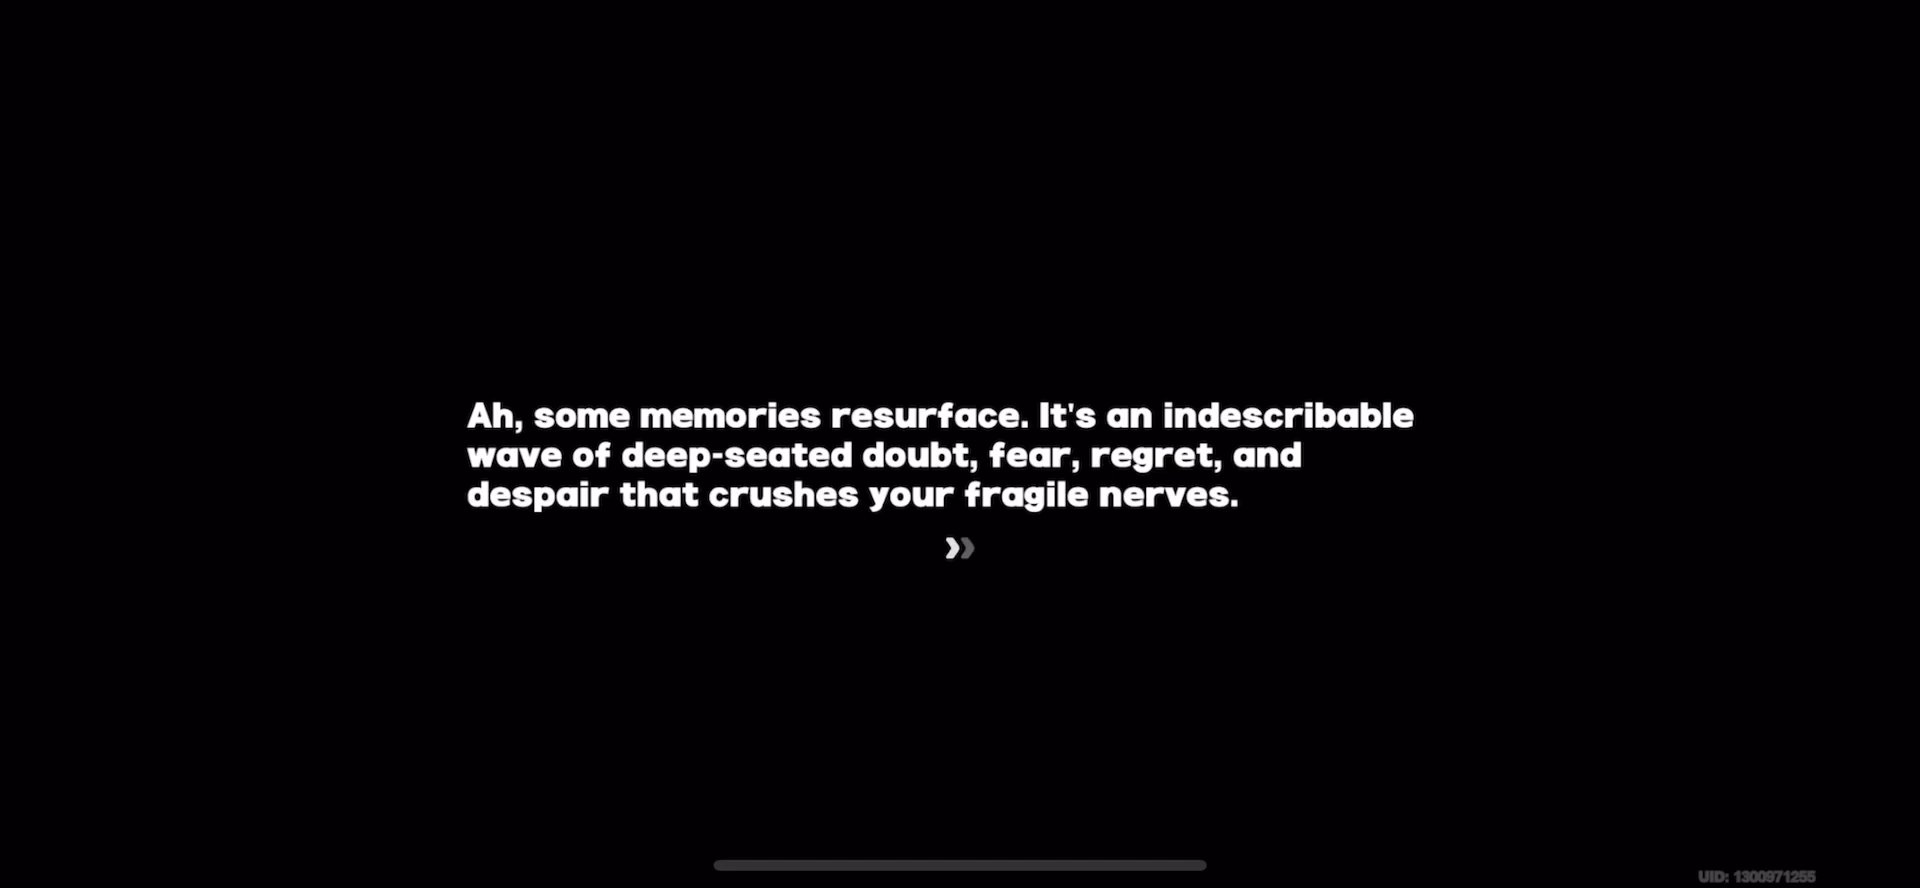 Ah, some memories resurface. It's an indescribable
wave of deep-seated doubt, fear, regret, and
despair that crushes your fragile nerves.
UID: 1300971255